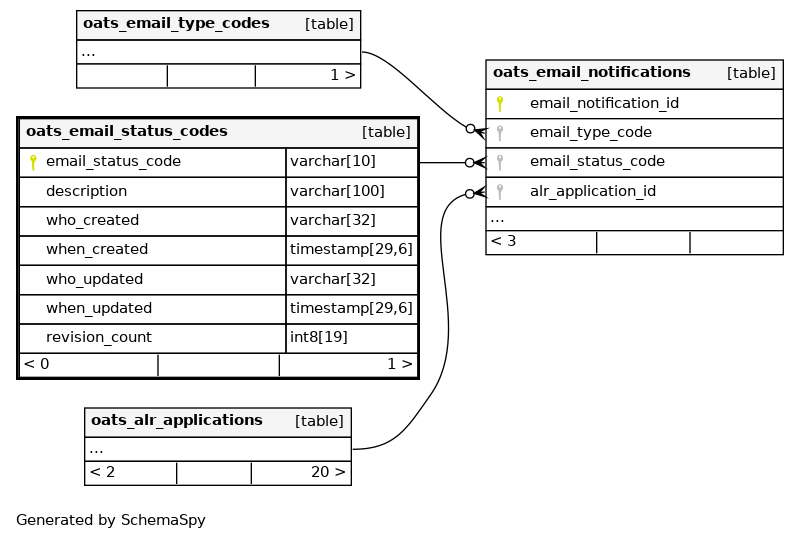 oats_email_type_codes [table]
...
1 >
oats_email_notifications [table]
email_notification_id
email_type_code
email_status_code
alr_application_id
...
< 3
oats_email_status_codes [table]
email_status_code varchar[10]
description varchar[100]
who_created varchar[32]
when_created timestamp[29,6]
who_updated varchar[32]
when_updated timestamp[29,6]
revision_count int8[19]
< 0 1 >
oats_alr_applications [table]
...
< 2 20 >
Generated by SchemaSpy